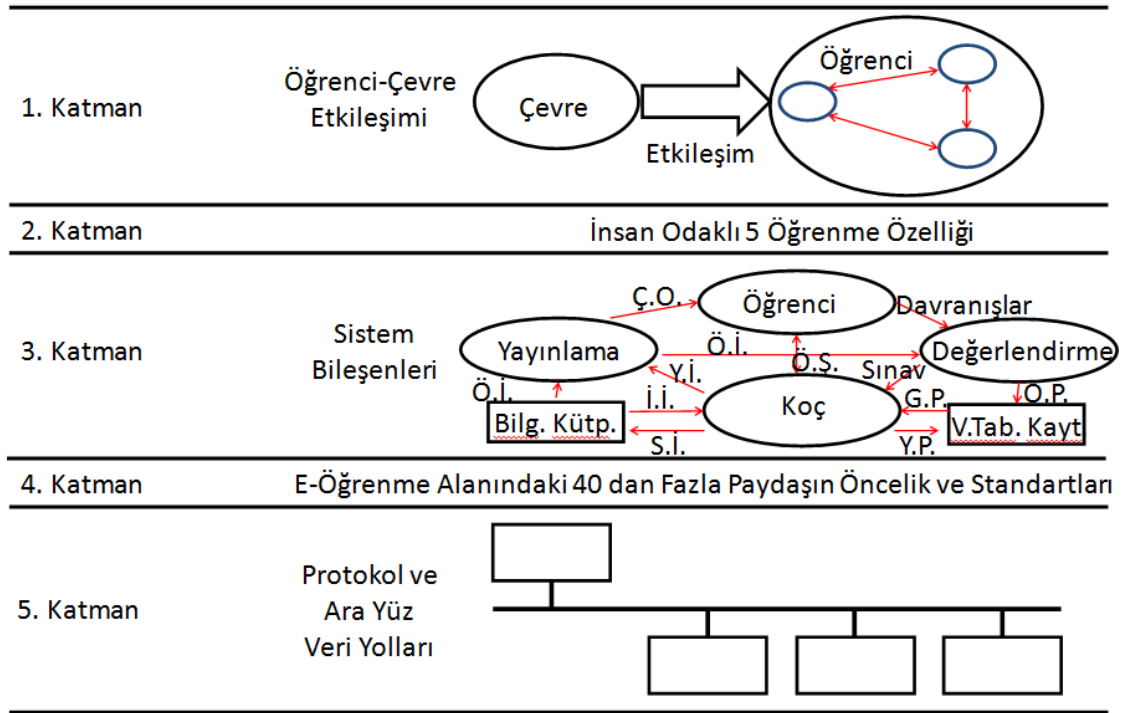 1. Katman
Öğrenci-Çevre
Etkileşimi
Çevre
Etkileşim
Öğrenci
2. Katman
İnsan Odaklı 5 Öğrenme Özelliği
3. Katman
Sistem
Bileşenleri
Ç.O.
Öğrenci
Davranışlar
Yayınlama
Ö.İ.
Değerlendirme
Y.İ.
Ö.Ş.
Sınav
Ö.İ.
İ.İ.
Koç
G.P.
O.P.
Bilg. Kütp.
V.Tab. Kayt
S.İ.
Y.P.
4. Katman
E-Öğrenme Alanındaki 40 dan Fazla Paydaşın Öncelik ve Standartları
5. Katman
Protokol ve
Ara Yüz
Veri Yolları